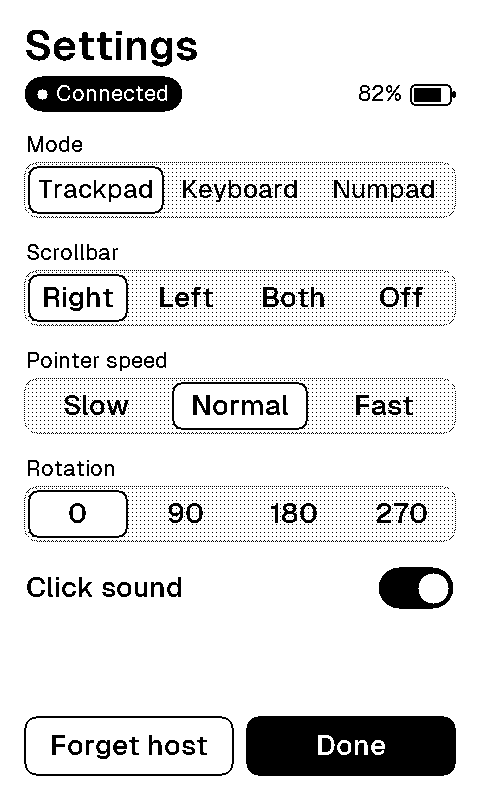 Settings
Connected 82%
Mode
Trackpad Keyboard Numpad
Scrollbar
Right Left Both Off
Pointer speed
Slow Normal Fast
Rotation
0 90 180 270
Click sound
Forget host Done